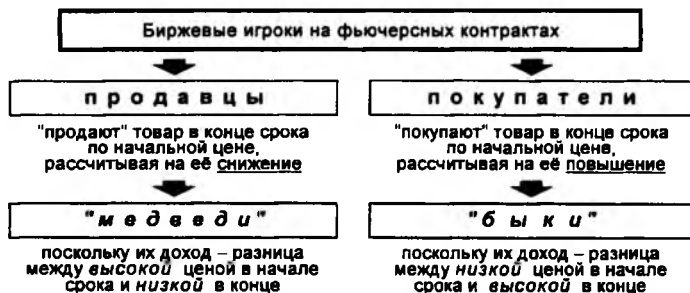 Биржевые игроки на фьючерсных контрактах
продавцы
"продают" товар в конце срока
по начальной цене,
рассчитывая на её снижение
"медведи"
поскольку их доход – разница
между высокой ценой в начале
срока и низкой в конце
покупатели
"покупают" товар в конце срока
по начальной цене,
рассчитывая на её повышение
"быки"
поскольку их доход – разница
между низкой ценой в начале
срока и высокой в конце